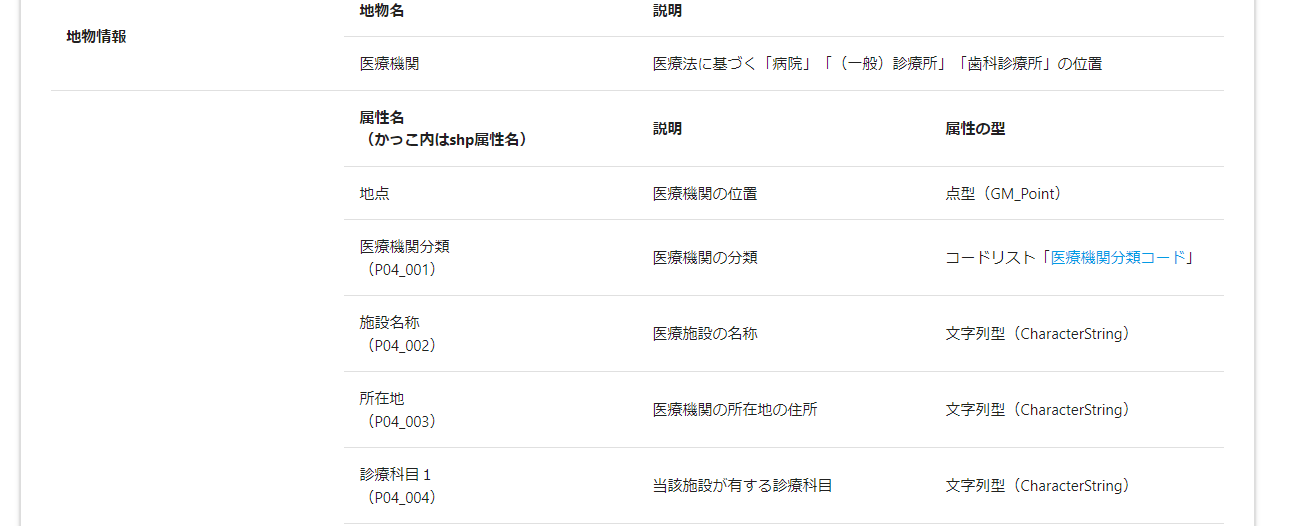 地物名 説明
地物情報
医療機関 医療法に基づく「病院」「（一般）診療所」「歯科診療所」の位置
属性名
（かっこ内はshp属性名） 説明 属性の型
地点 医療機関の位置 点型（GM_Point）
医療機関分類
（P04_001） 医療機関の分類 コードリスト「医療機関分類コード」
施設名称
（P04_002） 医療施設の名称 文字列型（CharacterString）
所在地
（P04_003） 医療機関の所在地の住所 文字列型（CharacterString）
診療科目１
（P04_004） 当該施設が有する診療科目 文字列型（CharacterString）